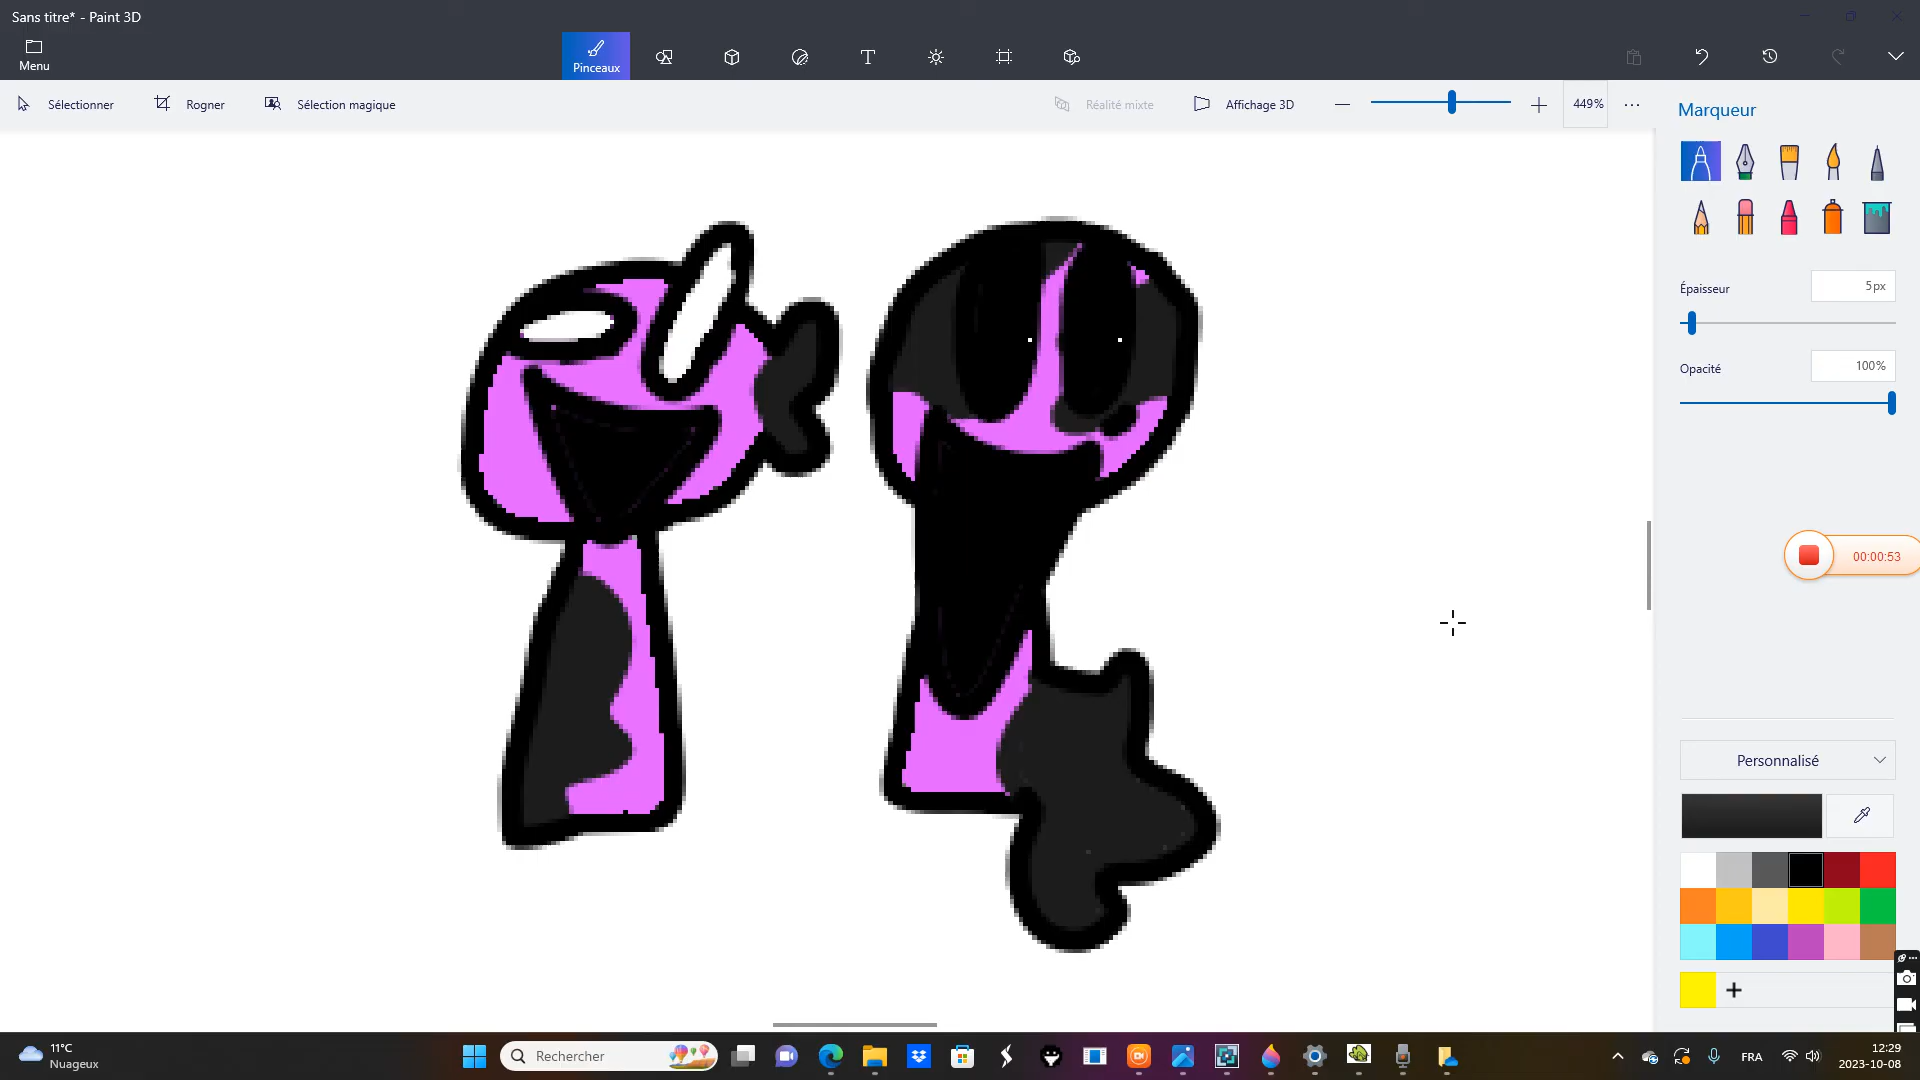 Sans titre* - Paint 3D
Menu
Pinceaux
Sélectionner
Rogner
Sélection magique
Réalité mixte
Affichage 3D
449%
Marqueur
Épaisseur
5px
00:00:53
Opacité
100%
Personnalisé
11°C
Nuageux
Rechercher
FRA
12:29
2023-10-08